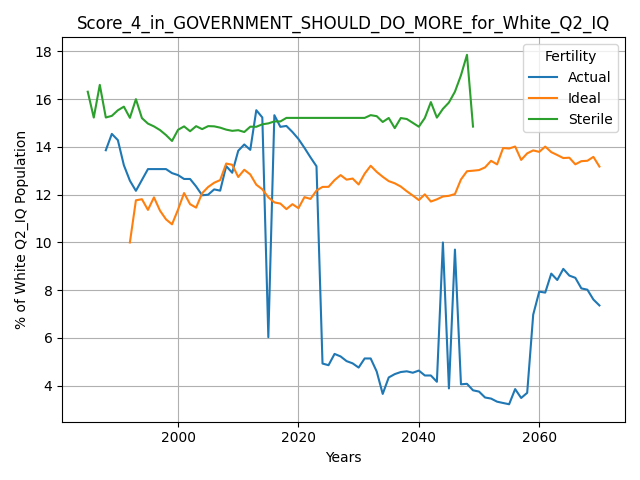 Score_4_in_GOVERNMENT_SHOULD_DO_MORE_for_White_Q2_IQ
Fertility
Actual
Ideal
Sterile
% of White Q2_IQ Population
18
16
14
12
10
8
6
4
2000
2020
2040
2060
Years